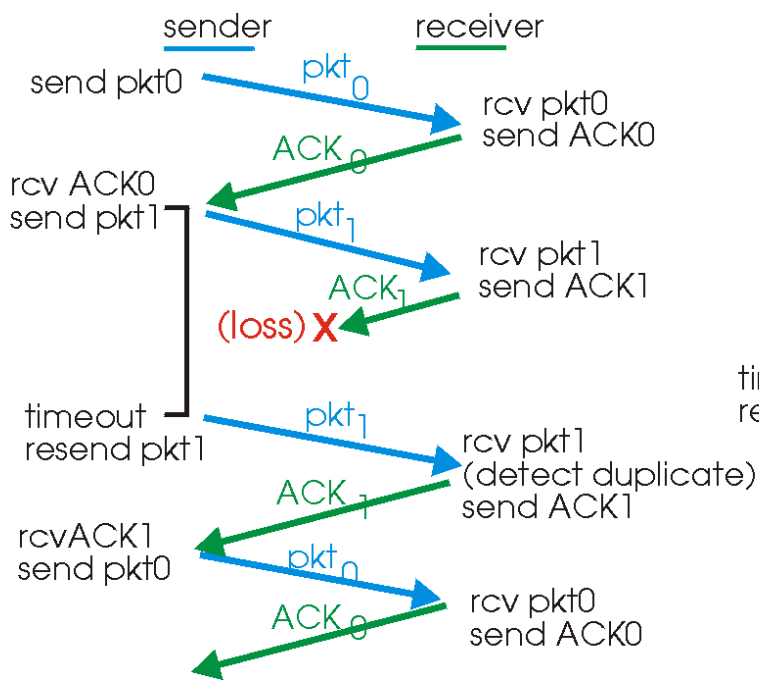 sender
receiver
send pkt0
pkt0
rcv pkt0
send ACK0
ACK0
rcv ACK0
send pkt1
pkt1
rcv pkt1
send ACK1
ACK1
(loss) X
timeout
resend pkt1
pkt1
rcv pkt1
(detect duplicate)
send ACK1
ACK1
rcvACK1
send pkt0
pkt0
rcv pkt0
send ACK0
ACK0